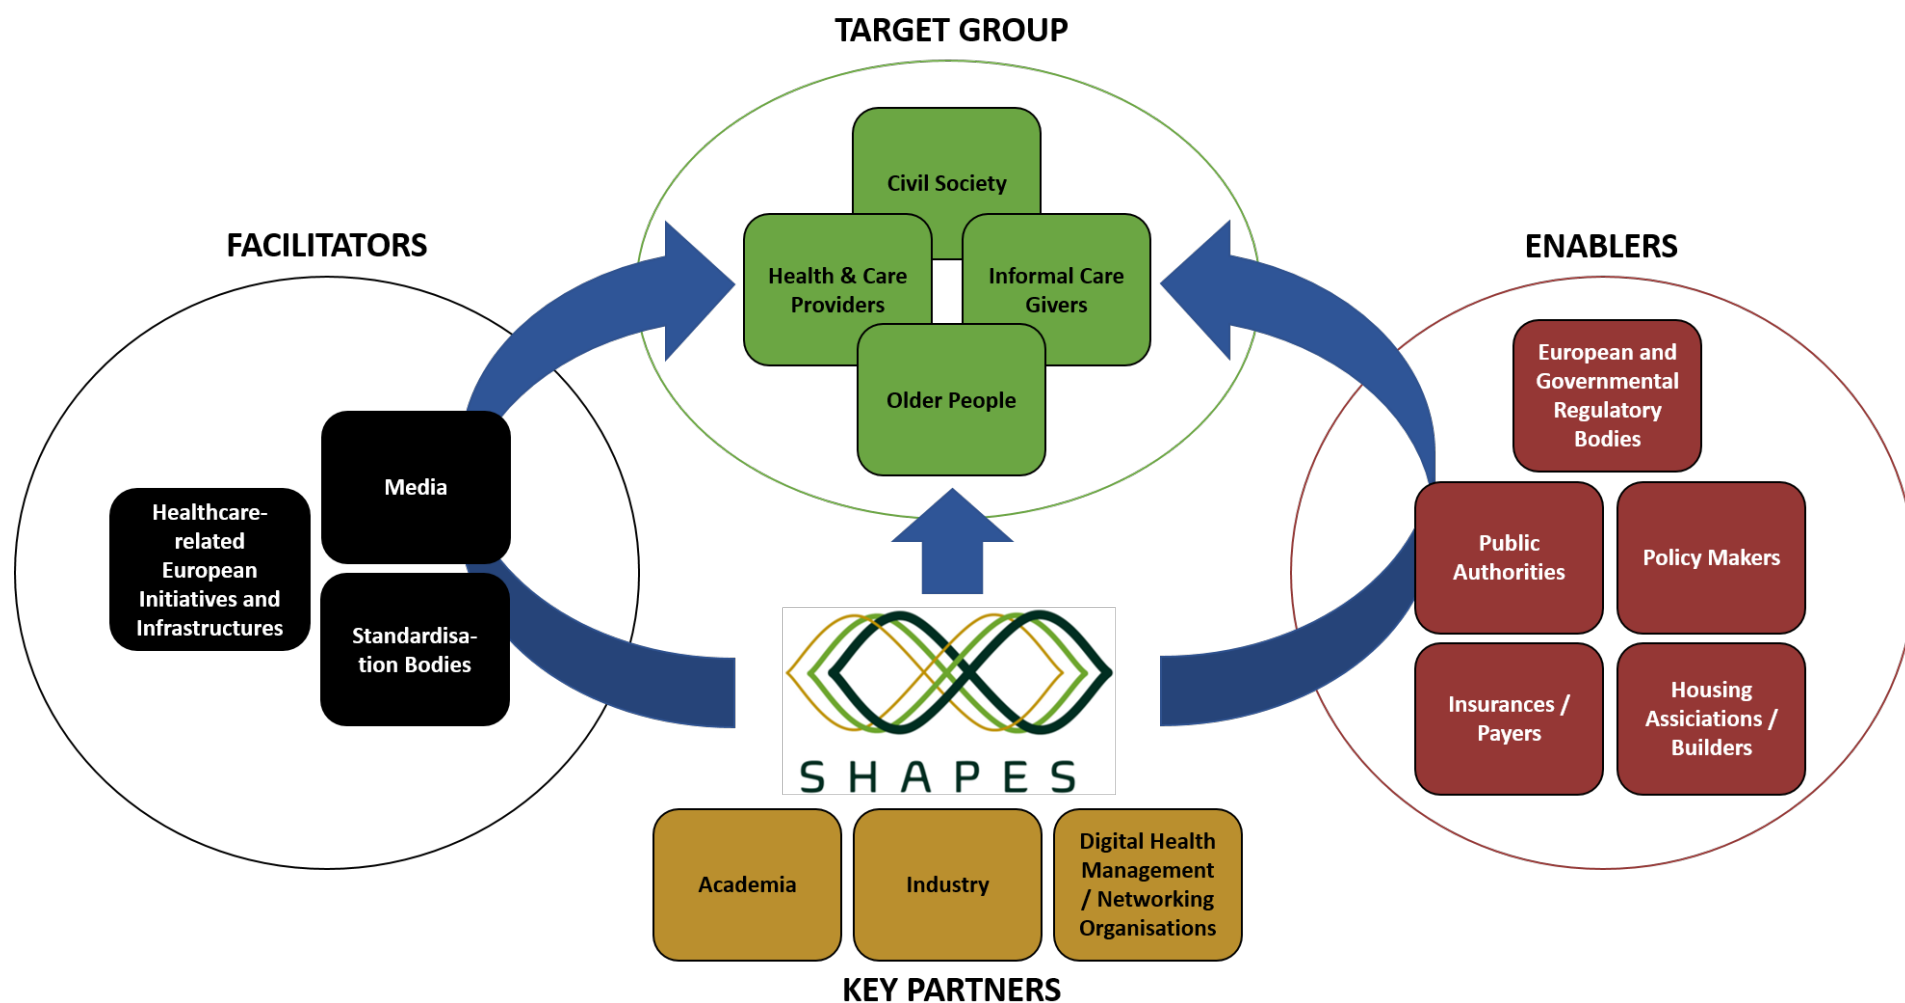 TARGET GROUP
Civil Society
Health & Care
Providers
Informal Care
Givers
Older People
FACILITATORS
Media
Healthcare-
related
European
Initiatives and
Infrastructures
Standardisa-
tion Bodies
ENABLERS
European and
Governmental
Regulatory
Bodies
Public
Authorities
Policy Makers
Insurances /
Payers
Housing
Assiciations /
Builders
SHAPES
Academia
Industry
Digital Health
Management
/ Networking
Organisations
KEY PARTNERS